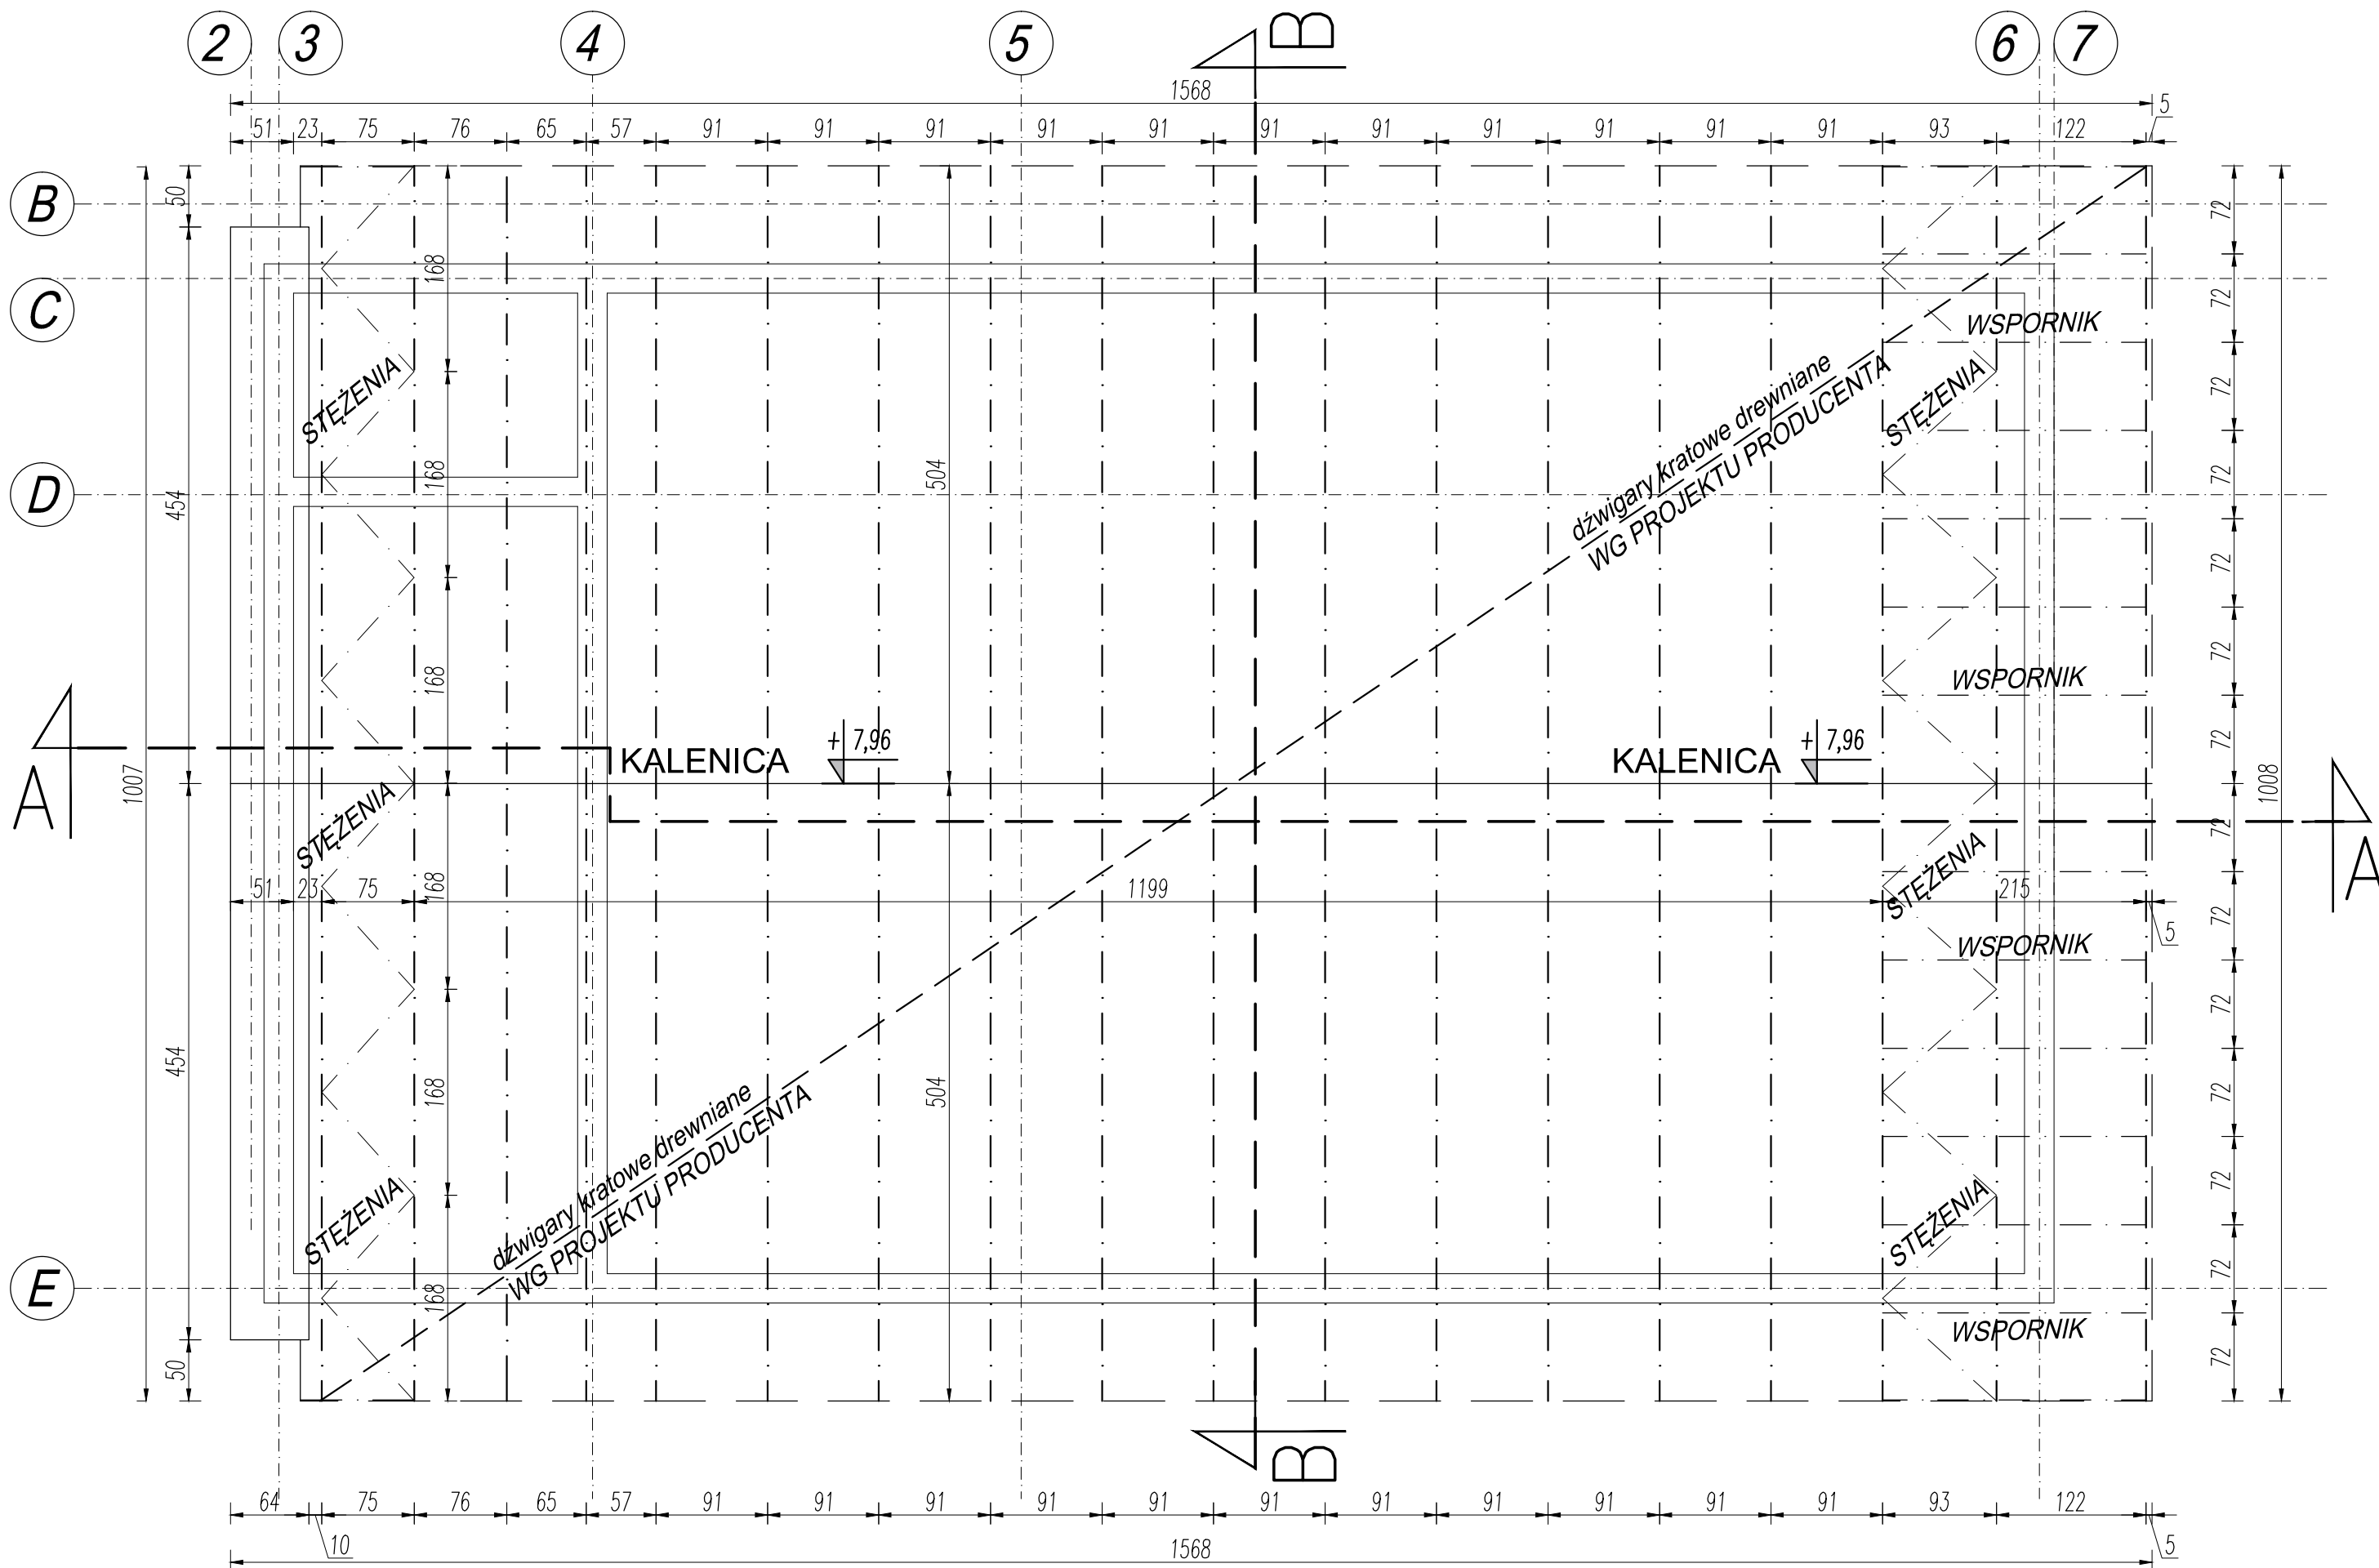 2 3 4 5 B 6 7
1568
5
51 23 75 76 65 57 91 91 91 91 91 91 91 91 91 91 91 93 122
B
50
168
72
C
72
WSPORNIK
72
STĘŻENIA
dźwigary kratowe drewniane
WG PROJEKTU PRODUCENTA
STĘŻENIA
72
D
454
168
504
72
72
168
WSPORNIK
72
A
1007
KALENICA + 7,96
KALENICA + 7,96
1008
STĘŻENIA
72
STĘŻENIA
A
51 23 75 168 1199 215
72
5
WSPORNIK
72
454
168
504
72
dźwigary kratowe drewniane
WG PROJEKTU PRODUCENTA
72
STĘŻENIA
STĘŻENIA
E
168
72
WSPORNIK
50
72
B
64 75 76 65 57 91 91 91 91 91 91 91 91 91 91 91 93 122
10
5
1568